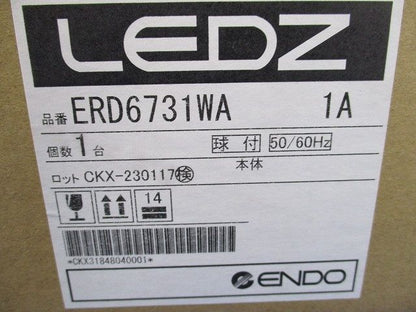 LEDZ
品番 ERD6731WA 1A
個数 1台 球付 50/60Hz
本体
ロット CKX-230117 検
14
*CKX31848040001*
ENDO